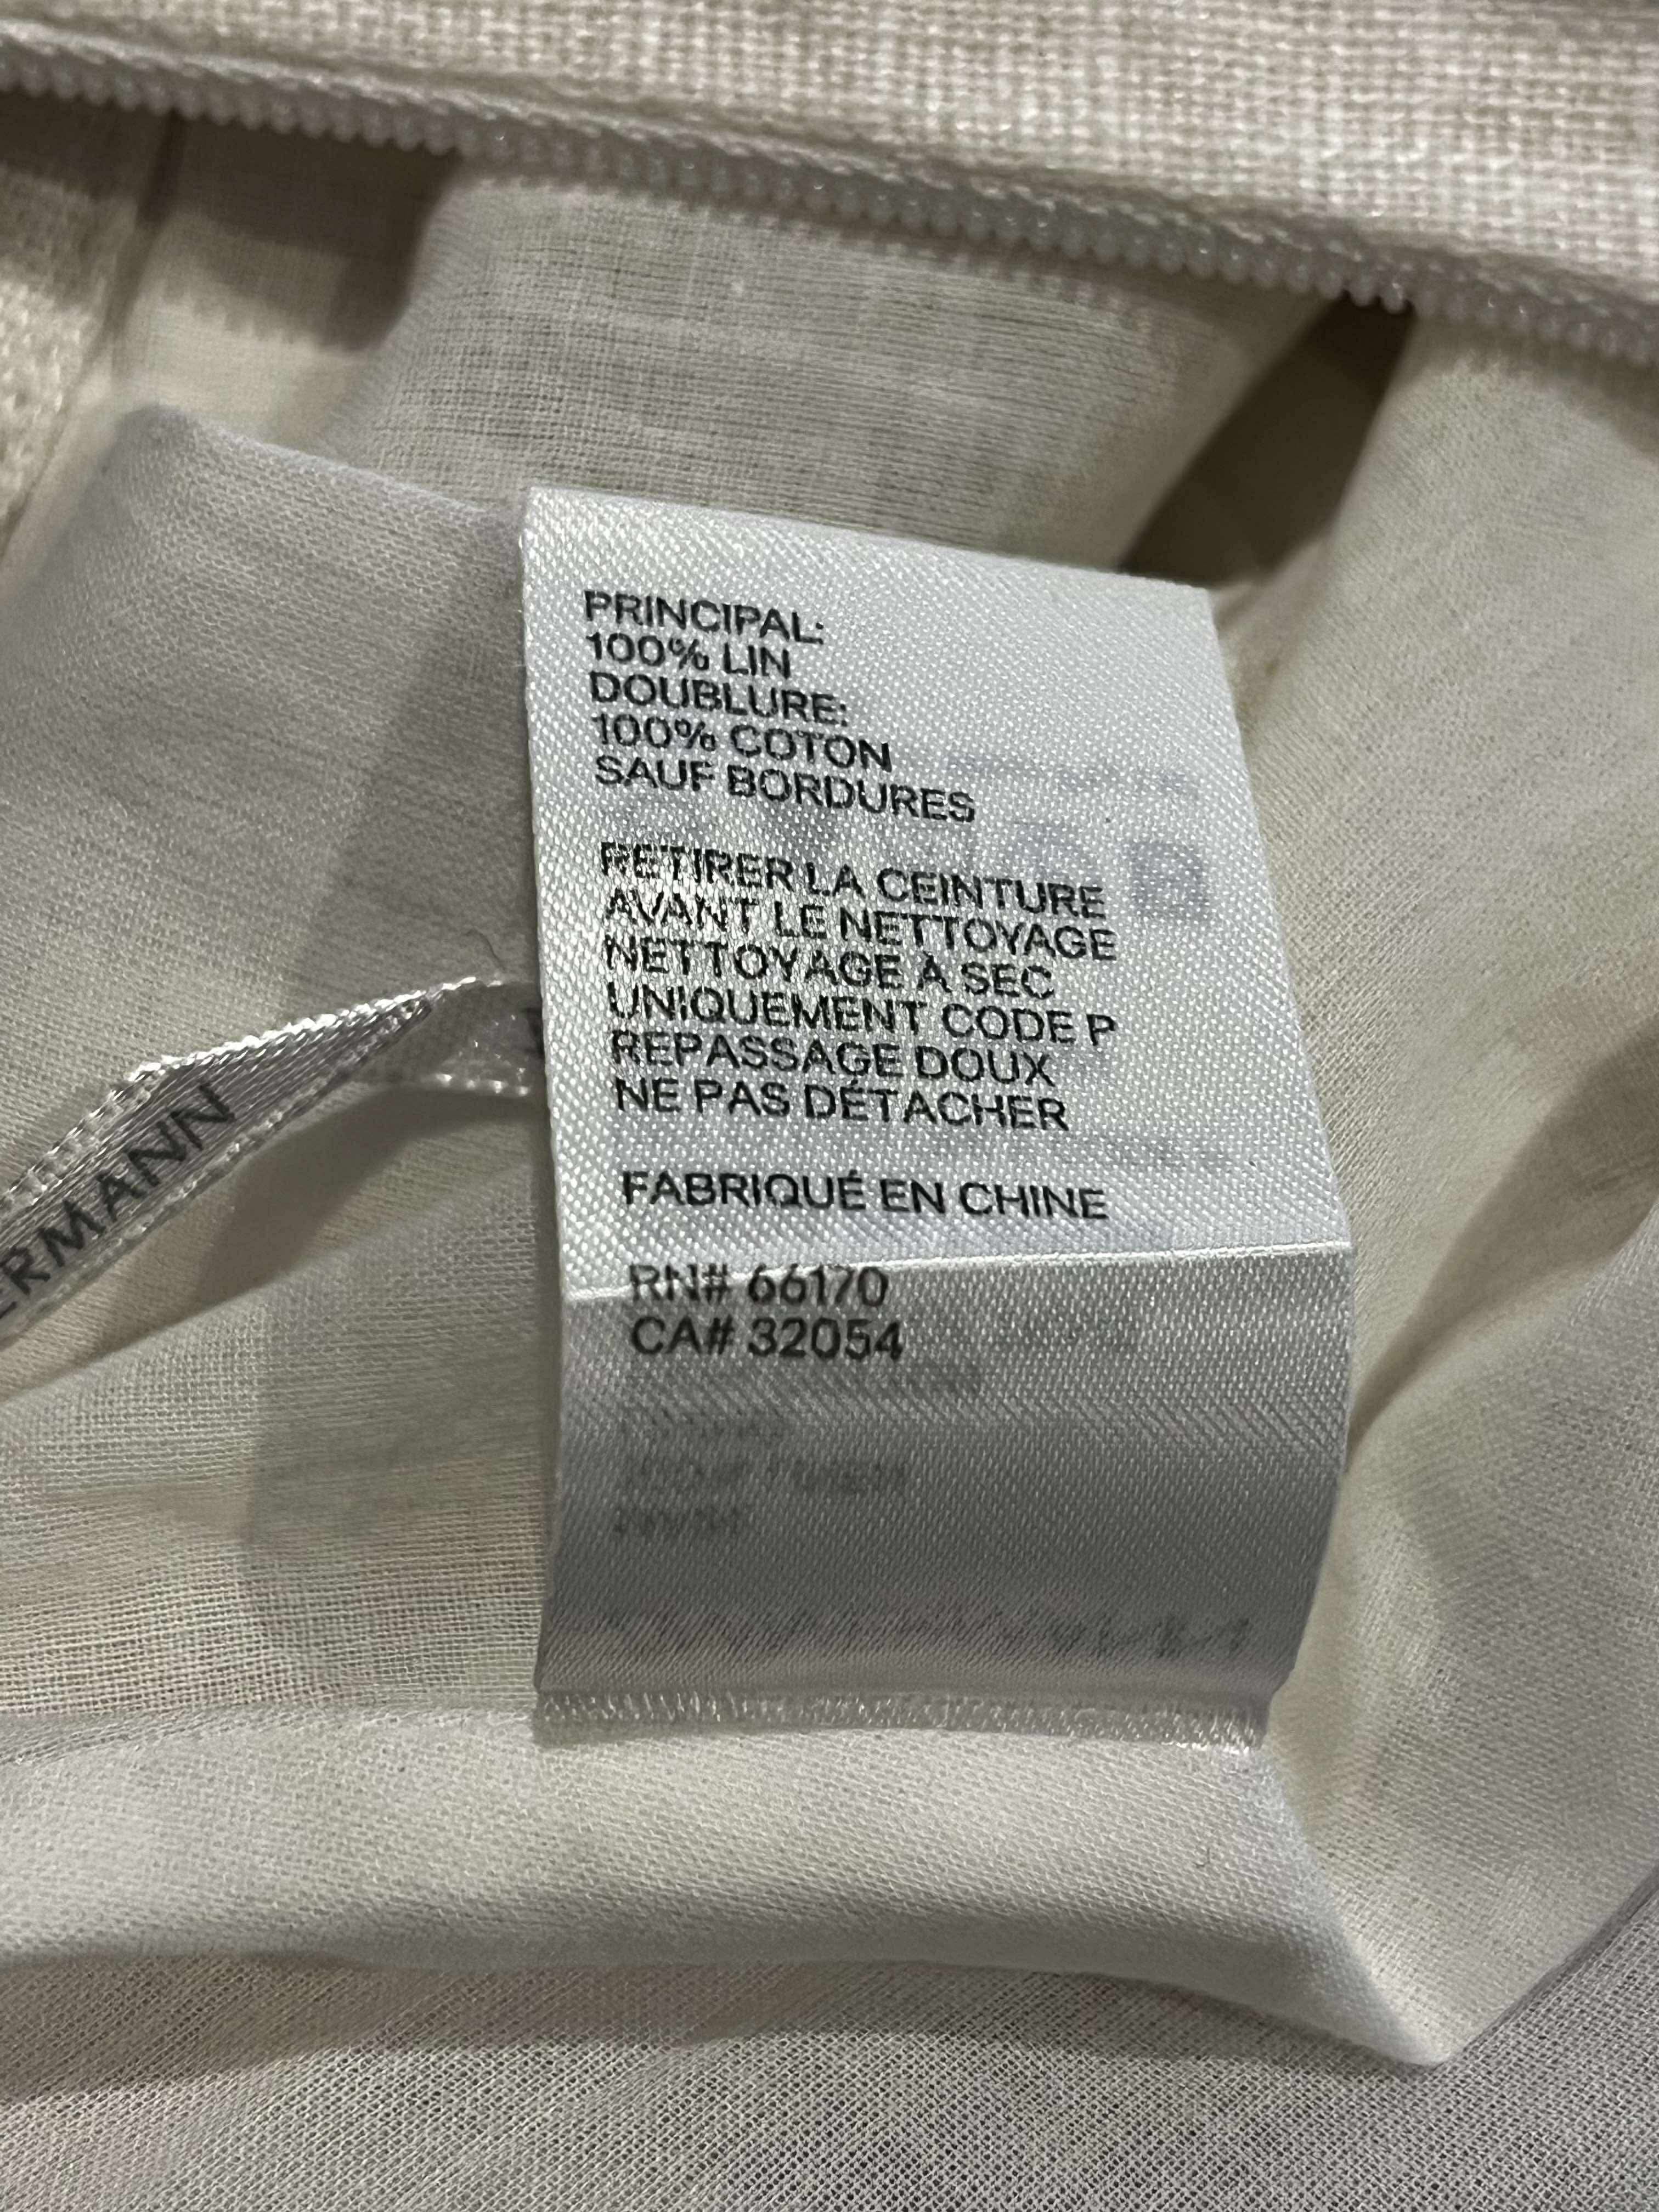 PRINCIPAL:
100% LIN
DOUBLURE:
100% COTON
SAUF BORDURES
RETIRER LA CEINTURE
AVANT LE NETTOYAGE
NETTOYAGE À SEC
UNIQUEMENT CODE P
REPASSAGE DOUX
NE PAS DÉTACHER
FABRIQUÉ EN CHINE
RN# 66170
CA# 32054
ERMANN